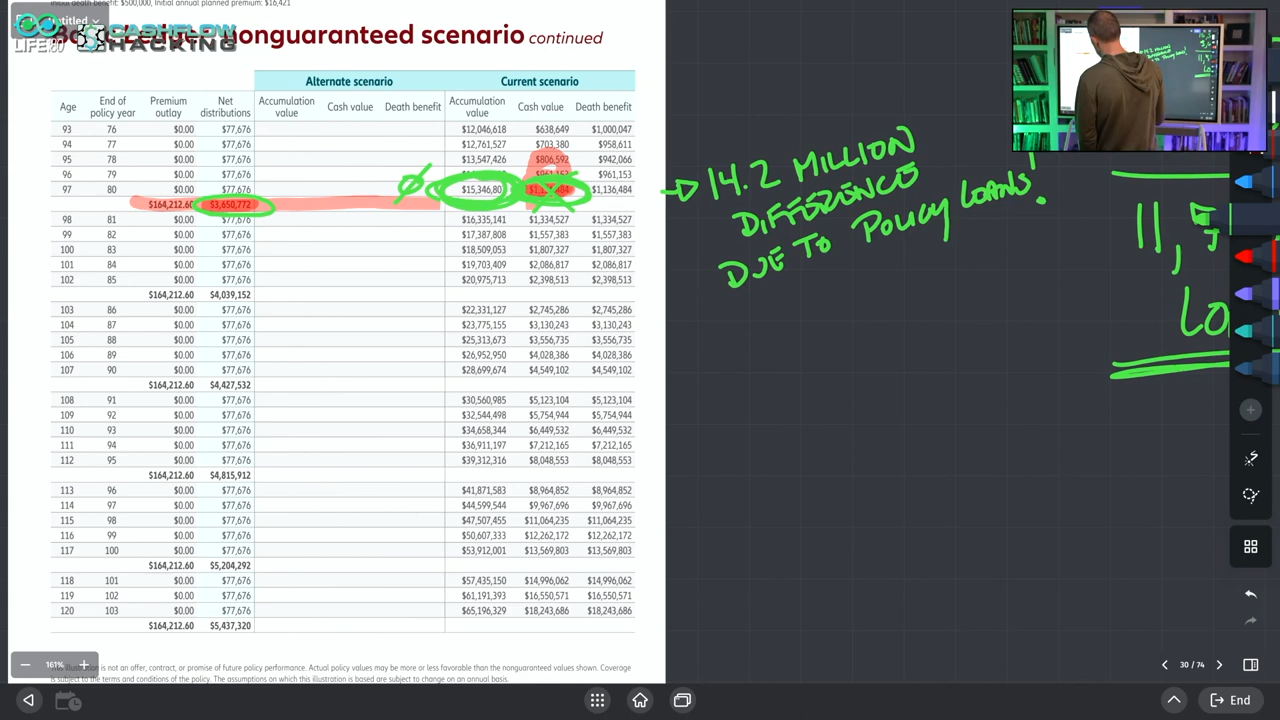 Initial death benefit: $500,000, Initial annual planned premium: $16,421
Untitled
LIFE180
CASHFLOW
HACKING
nonguaranteed scenario continued
Alternate scenario Current scenario
Age End of policy year Premium outlay Net distributions Accumulation value Cash value Death benefit Accumulation value Cash value Death benefit
93 76 $0.00 $77,676 $12,046,618 $638,649 $1,000,047
94 77 $0.00 $77,676 $12,761,527 $703,380 $958,611
95 78 $0.00 $77,676 $13,547,426 $806,592 $942,066
96 79 $0.00 $77,676 $961,153
97 80 $0.00 $77,676 $15,346,80 $1,136,484
$164,212.60 $3,650,772
98 81 $0.00 $77,676 $16,335,141 $1,334,527 $1,334,527
99 82 $0.00 $77,676 $17,387,808 $1,557,383 $1,557,383
100 83 $0.00 $77,676 $18,509,053 $1,807,327 $1,807,327
101 84 $0.00 $77,676 $19,703,409 $2,086,817 $2,086,817
102 85 $0.00 $77,676 $20,975,713 $2,398,513 $2,398,513
$164,212.60 $4,039,152
103 86 $0.00 $77,676 $22,331,127 $2,745,286 $2,745,286
104 87 $0.00 $77,676 $23,775,155 $3,130,243 $3,130,243
105 88 $0.00 $77,676 $25,313,673 $3,556,735 $3,556,735
106 89 $0.00 $77,676 $26,952,950 $4,028,386 $4,028,386
107 90 $0.00 $77,676 $28,699,674 $4,549,102 $4,549,102
$164,212.60 $4,427,532
108 91 $0.00 $77,676 $30,560,985 $5,123,104 $5,123,104
109 92 $0.00 $77,676 $32,544,498 $5,754,944 $5,754,944
110 93 $0.00 $77,676 $34,658,344 $6,449,532 $6,449,532
111 94 $0.00 $77,676 $36,911,197 $7,212,165 $7,212,165
112 95 $0.00 $77,676 $39,312,316 $8,048,553 $8,048,553
$164,212.60 $4,815,912
113 96 $0.00 $77,676 $41,871,583 $8,964,852 $8,964,852
114 97 $0.00 $77,676 $44,599,544 $9,967,696 $9,967,696
115 98 $0.00 $77,676 $47,507,455 $11,064,235 $11,064,235
116 99 $0.00 $77,676 $50,607,333 $12,262,172 $12,262,172
117 100 $0.00 $77,676 $53,912,001 $13,569,803 $13,569,803
$164,212.60 $5,204,292
118 101 $0.00 $77,676 $57,435,150 $14,996,062 $14,996,062
119 102 $0.00 $77,676 $61,191,393 $16,550,571 $16,550,571
120 103 $0.00 $77,676 $65,196,329 $18,243,686 $18,243,686
$164,212.60 $5,437,320
This illustration is not an offer, contract, or promise of future policy performance. Actual policy values may be more or less favorable than the nonguaranteed values shown. Coverage
is subject to the terms and conditions of the policy. The assumptions on which this illustration is based are subject to change on an annual basis.
161%
14.2 MILLION
DIFFERENCE
DUE TO POLICY LOANS!
11,5
LO
30 / 74
End